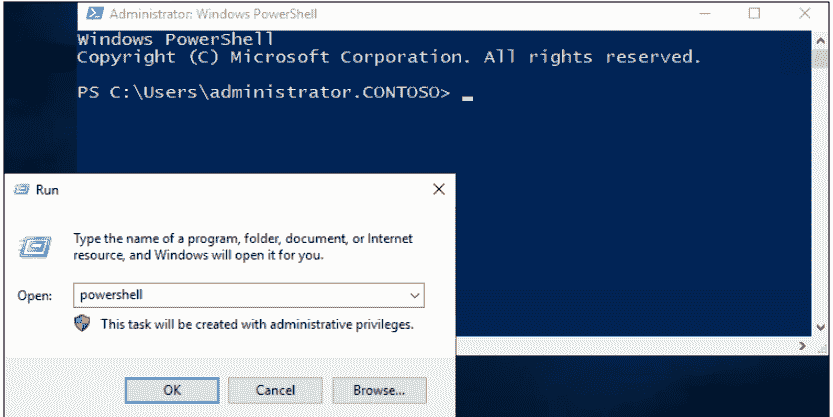 Administrator: Windows PowerShell
Windows PowerShell
Copyright (C) Microsoft Corporation. All rights reserved.
PS C:\Users\administrator.CONTOSO> _
Run
Type the name of a program, folder, document, or Internet
resource, and Windows will open it for you.
Open:
powershell
This task will be created with administrative privileges.
OK
Cancel
Browse...